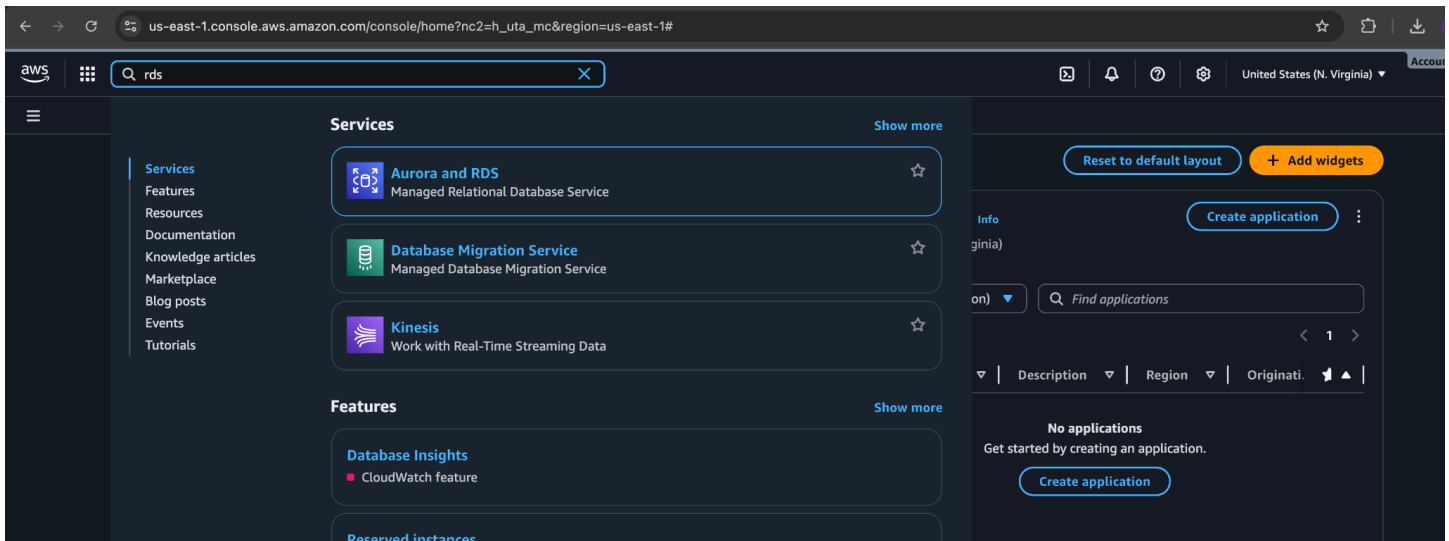 us-east-1.console.aws.amazon.com/console/home?nc2=h_uta_mc&region=us-east-1#
aws
rds
United States (N. Virginia)
Accoun
Services
Show more
Services
Features
Resources
Documentation
Knowledge articles
Marketplace
Blog posts
Events
Tutorials
Aurora and RDS
Managed Relational Database Service
Database Migration Service
Managed Database Migration Service
Kinesis
Work with Real-Time Streaming Data
Features
Show more
Database Insights
CloudWatch feature
Reserved instances
Reset to default layout
+ Add widgets
Info
Create application
ginia)
on)
Find applications
1
Description
Region
Originati.
No applications
Get started by creating an application.
Create application